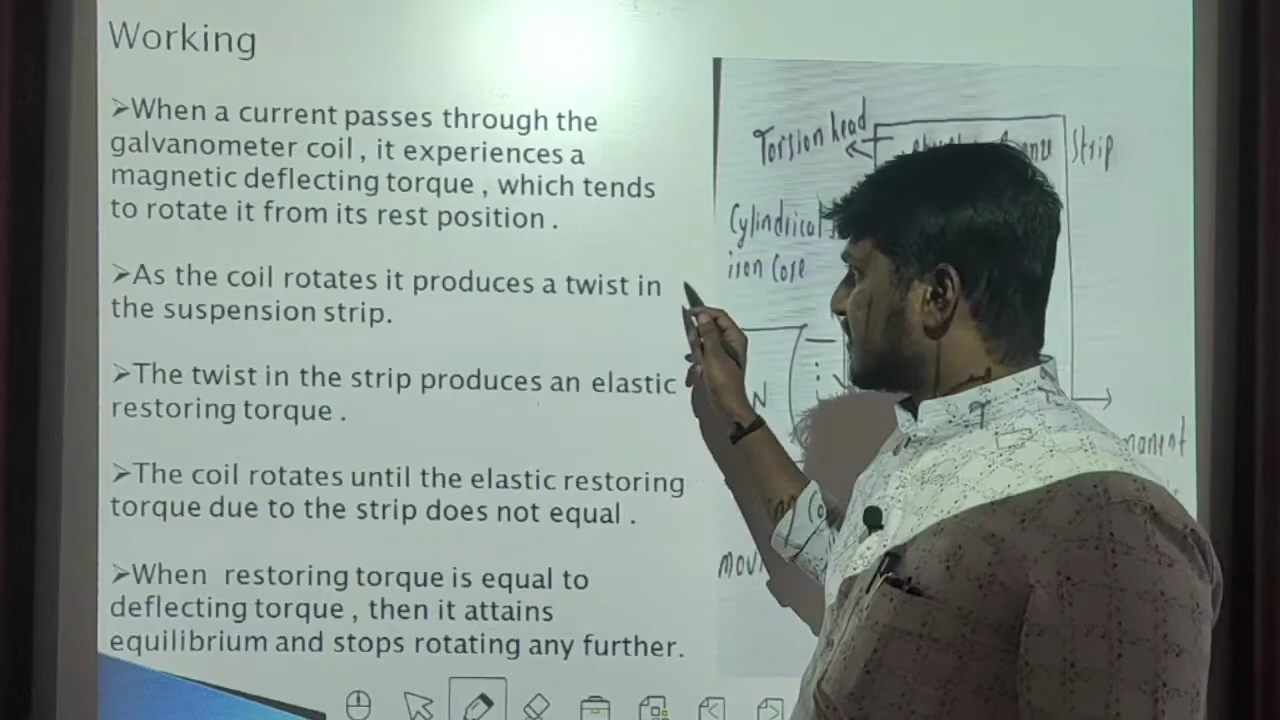 Working
➢When a current passes through the
galvanometer coil , it experiences a
magnetic deflecting torque , which tends
to rotate it from its rest position .
➢As the coil rotates it produces a twist in
the suspension strip.
➢The twist in the strip produces an elastic
restoring torque .
➢The coil rotates until the elastic restoring
torque due to the strip does not equal .
➢When restoring torque is equal to
deflecting torque , then it attains
equilibrium and stops rotating any further.
Torsion head
Strip
Cylindrical
iron Core
N